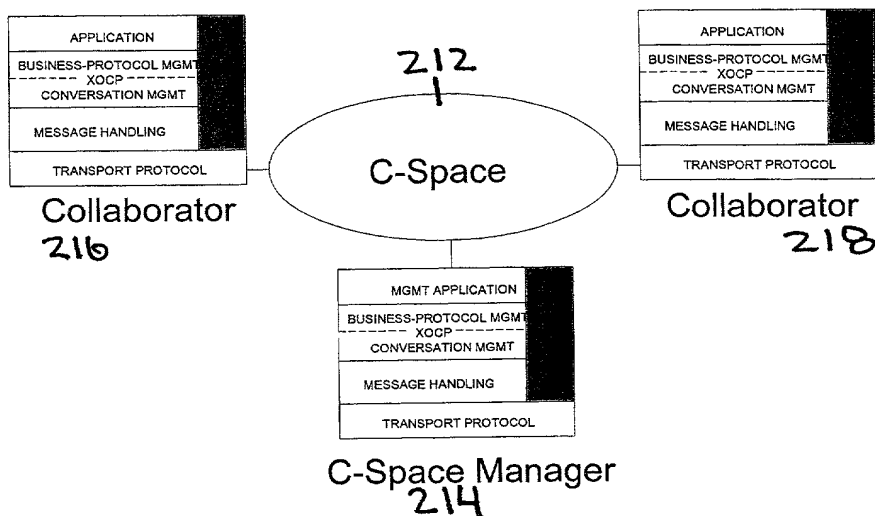 APPLICATION
BUSINESS-PROTOCOL MGMT
XOCP
CONVERSATION MGMT
MESSAGE HANDLING
TRANSPORT PROTOCOL
Collaborator
216
212
C-Space
APPLICATION
BUSINESS-PROTOCOL MGMT
XOCP
CONVERSATION MGMT
MESSAGE HANDLING
TRANSPORT PROTOCOL
Collaborator
218
MGMT APPLICATION
BUSINESS-PROTOCOL MGMT
XOCP
CONVERSATION MGMT
MESSAGE HANDLING
TRANSPORT PROTOCOL
C-Space Manager
214